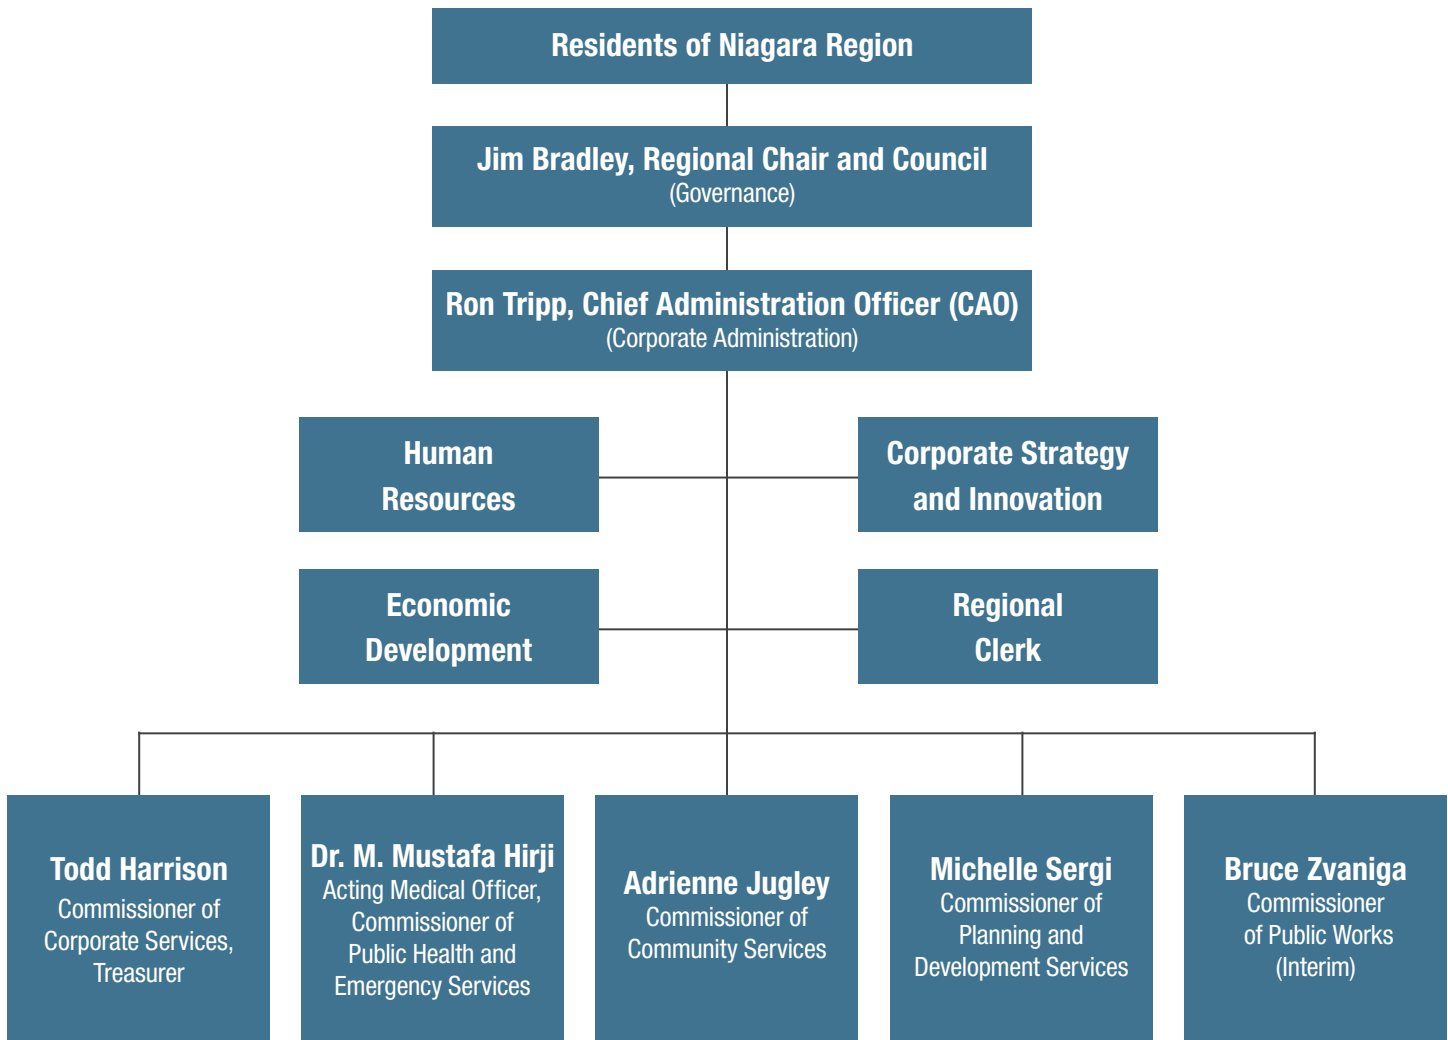 Residents of Niagara Region
Jim Bradley, Regional Chair and Council
(Governance)
Ron Tripp, Chief Administration Officer (CAO)
(Corporate Administration)
Human
Resources
Corporate Strategy
and Innovation
Economic
Development
Regional
Clerk
Todd Harrison
Commissioner of
Corporate Services,
Treasurer
Dr. M. Mustafa Hirji
Acting Medical Officer,
Commissioner of
Public Health and
Emergency Services
Adrienne Jugley
Commissioner of
Community Services
Michelle Sergi
Commissioner of
Planning and
Development Services
Bruce Zvaniga
Commissioner
of Public Works
(Interim)